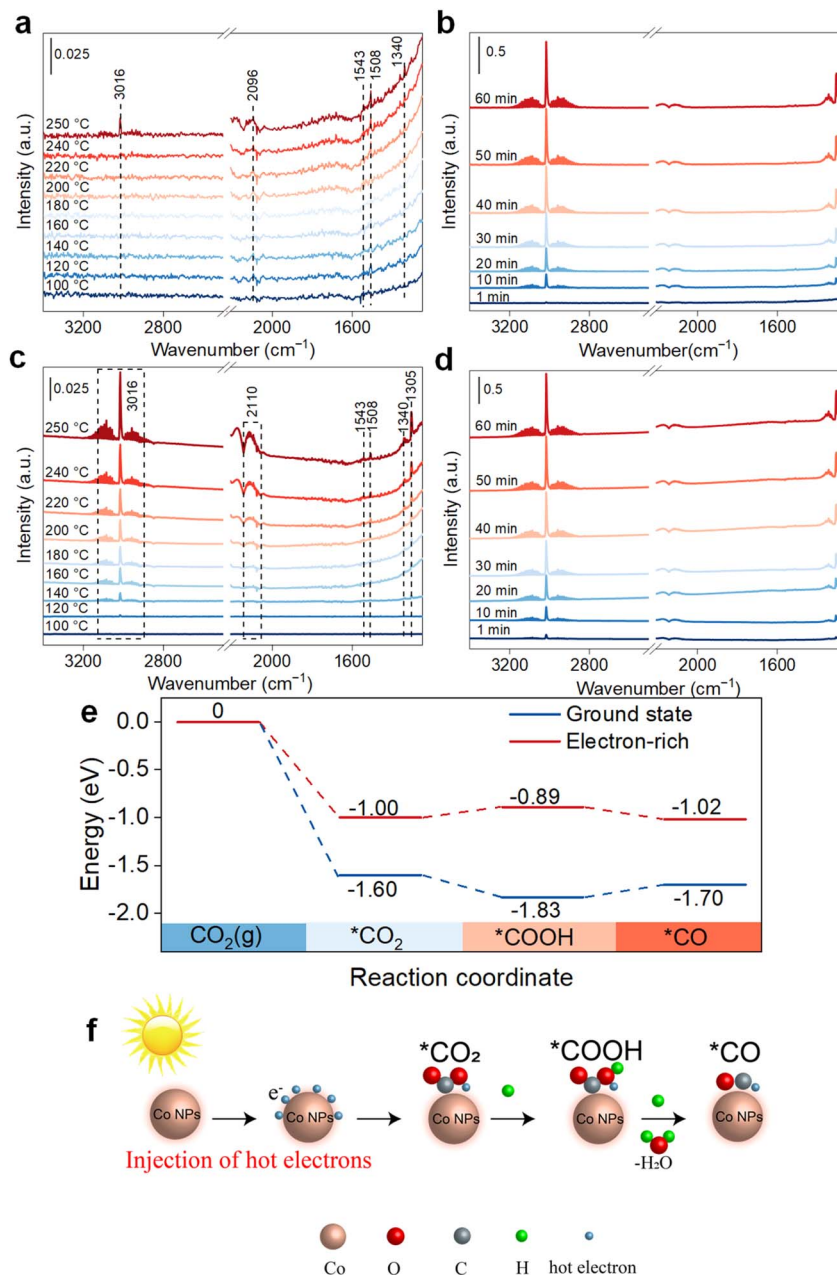 a
0.025
3016
2096
1543
1508
1340
250 °C
240 °C
220 °C
200 °C
180 °C
160 °C
140 °C
120 °C
100 °C
Intensity (a.u.)
3200 2800 2000 1600
Wavenumber (cm⁻¹)
b
0.5
60 min
50 min
40 min
30 min
20 min
10 min
1 min
Intensity (a.u.)
3200 2800 2000 1600
Wavenumber(cm⁻¹)
c
0.025
3016
2110
1543
1508
1340
1305
250 °C
240 °C
220 °C
200 °C
180 °C
160 °C
140 °C
120 °C
100 °C
Intensity (a.u.)
3200 2800 2000 1600
Wavenumber (cm⁻¹)
d
0.5
60 min
50 min
40 min
30 min
20 min
10 min
1 min
Intensity (a.u.)
3200 2800 2000 1600
Wavenumber (cm⁻¹)
e
Energy (eV)
0.0
-0.5
-1.0
-1.5
-2.0
0
Ground state
Electron-rich
-1.00
-0.89
-1.02
-1.60
-1.83
-1.70
CO₂(g) *CO₂ *COOH *CO
Reaction coordinate
f
*CO₂ *COOH *CO
e⁻
Co NPs Co NPs Co NPs Co NPs Co NPs
Injection of hot electrons
-H₂O
Co O C H hot electron